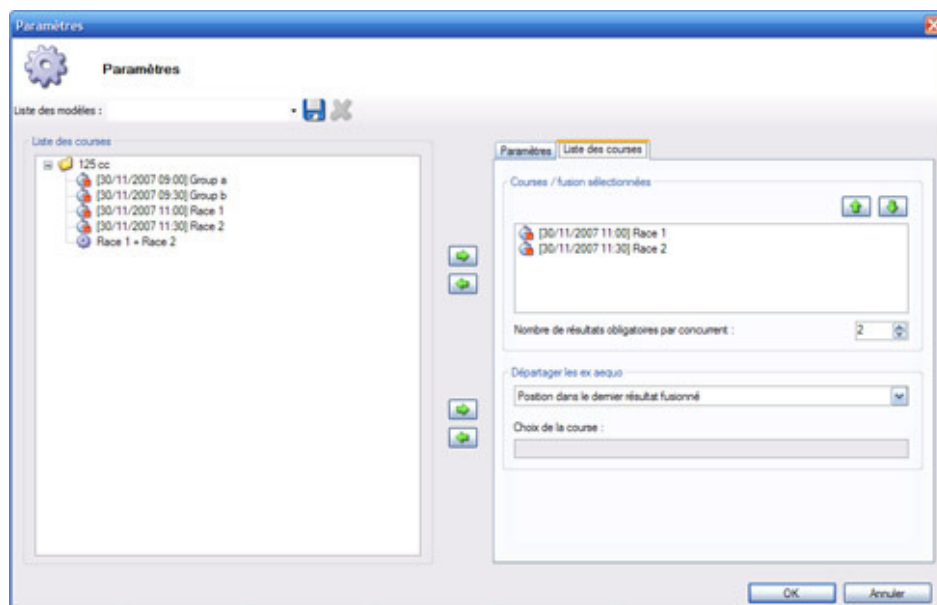 Paramètres
Paramètres
Liste des modèles :
Liste des courses
125 cc
[30/11/2007 09:00] Group a
[30/11/2007 09:30] Group b
[30/11/2007 11:00] Race 1
[30/11/2007 11:30] Race 2
Race 1 + Race 2
Paramètres
Liste des courses
Courses / fusion sélectionnées
[30/11/2007 11:00] Race 1
[30/11/2007 11:30] Race 2
Nombre de résultats obligatoires par concurrent : 2
Départager les ex aequo
Position dans le dernier résultat fusionné
Choix de la course :
OK
Annuler